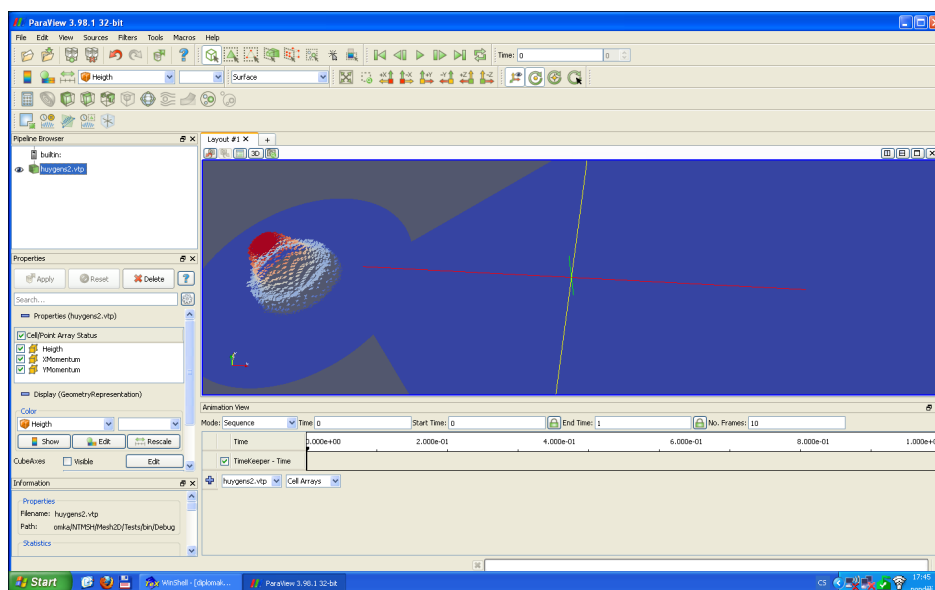 ParaView 3.98.1 32-bit
File Edit View Sources Filters Tools Macros Help
Time: 0 0
Heigth Surface
Pipeline Browser
builtin:
huygens2.vtp
Layout #1
3D
Properties
Apply Reset Delete ?
Search...
Properties (huygens2.vtp)
Cell/Point Array Status
Heigth
XMomentum
YMomentum
Display (GeometryRepresentation)
Color
Heigth
Show Edit Rescale
CubeAxes Visible Edit
Information
Properties
Filename: huygens2.vtp
Path: omka/NTMSH/Mesh2D/Tests/bin/Debug
Statistics
Animation View
Mode: Sequence Time 0 Start Time: 0 End Time: 1 No. Frames: 10
Time 0.000e+00 2.000e-01 4.000e-01 6.000e-01 8.000e-01
TimeKeeper - Time
huygens2.vtp Cell Arrays
Start WinShell - [diplomak... ParaView 3.98.1 32-bit CS 17:45